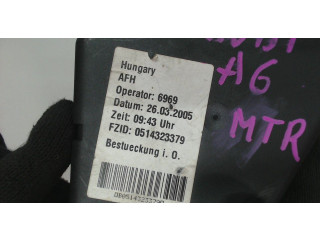 Hungary
AFH
Operator: 6969
Datum: 26.03.2005
Zeit: 09:43 Uhr
FZID: 0514323379
Bestueckung i. O.
A6
MTR